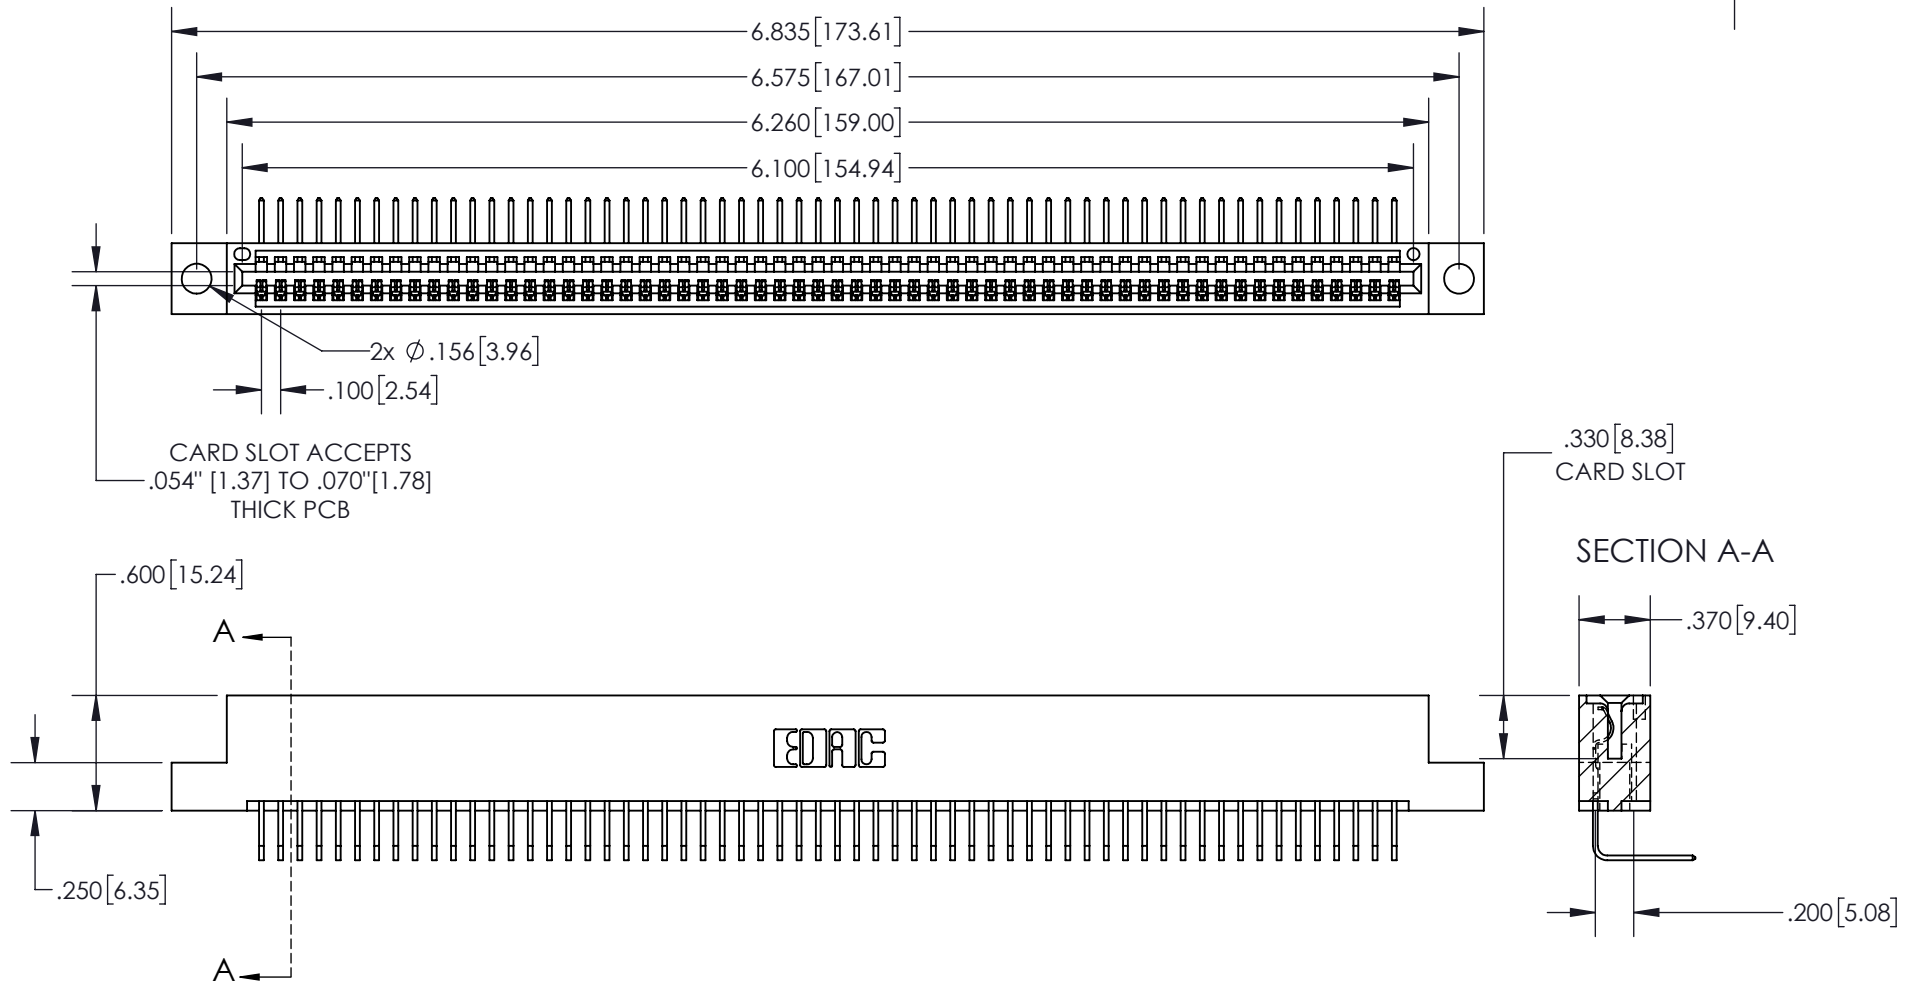 6.835[173.61]
6.575[167.01]
6.260[159.00]
6.100[154.94]
2x Ø.156[3.96]
.100[2.54]
CARD SLOT ACCEPTS
.054" [1.37] TO .070"[1.78]
THICK PCB
.330[8.38]
CARD SLOT
SECTION A-A
.600[15.24]
.370[9.40]
A
EDAC
.250[6.35]
.200[5.08]
A